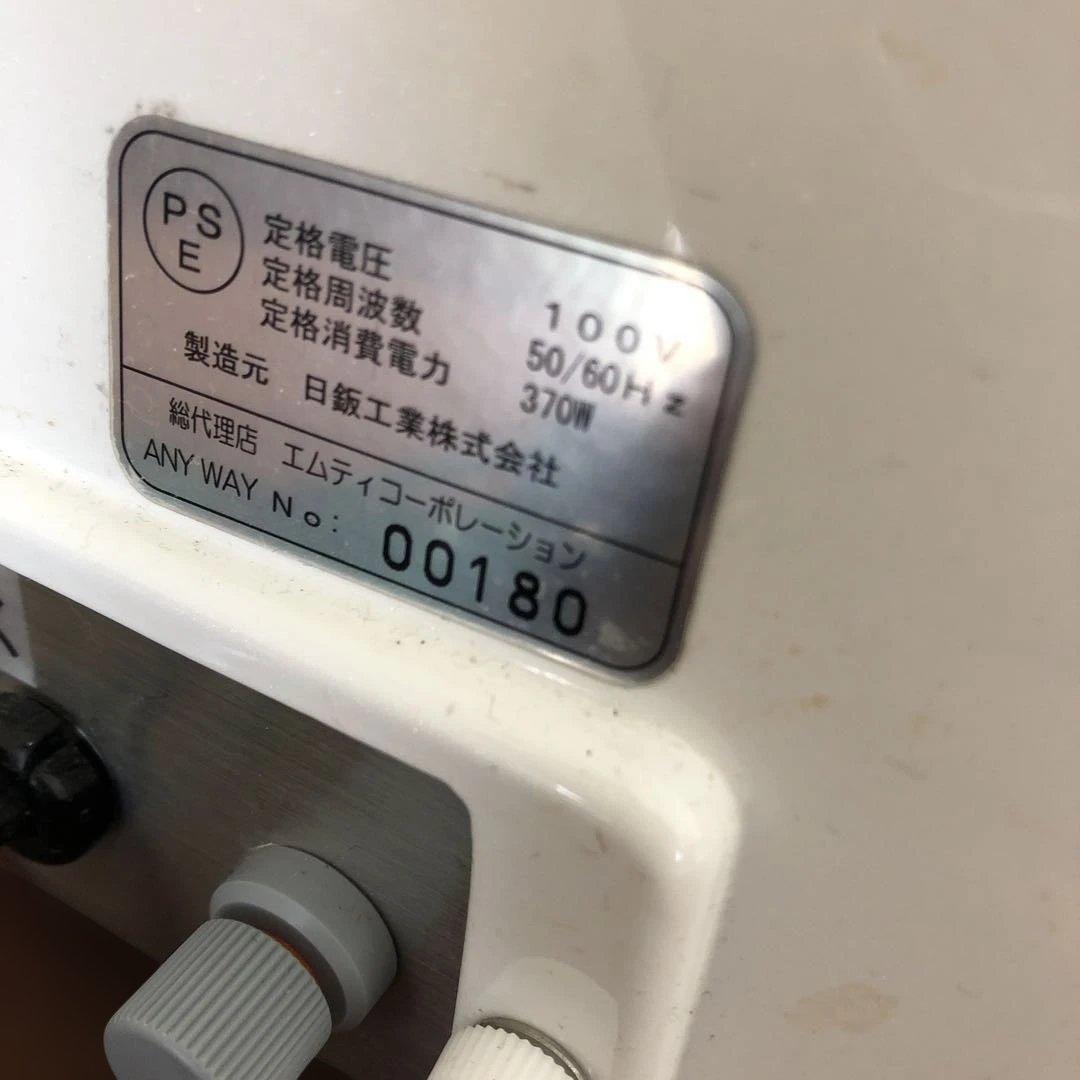 PS
E
定格電圧 100V
定格周波数 50/60Hz
定格消費電力 370W
製造元 日鈑工業株式会社
総代理店 エムティコーポレーション
ANY WAY No: 00180